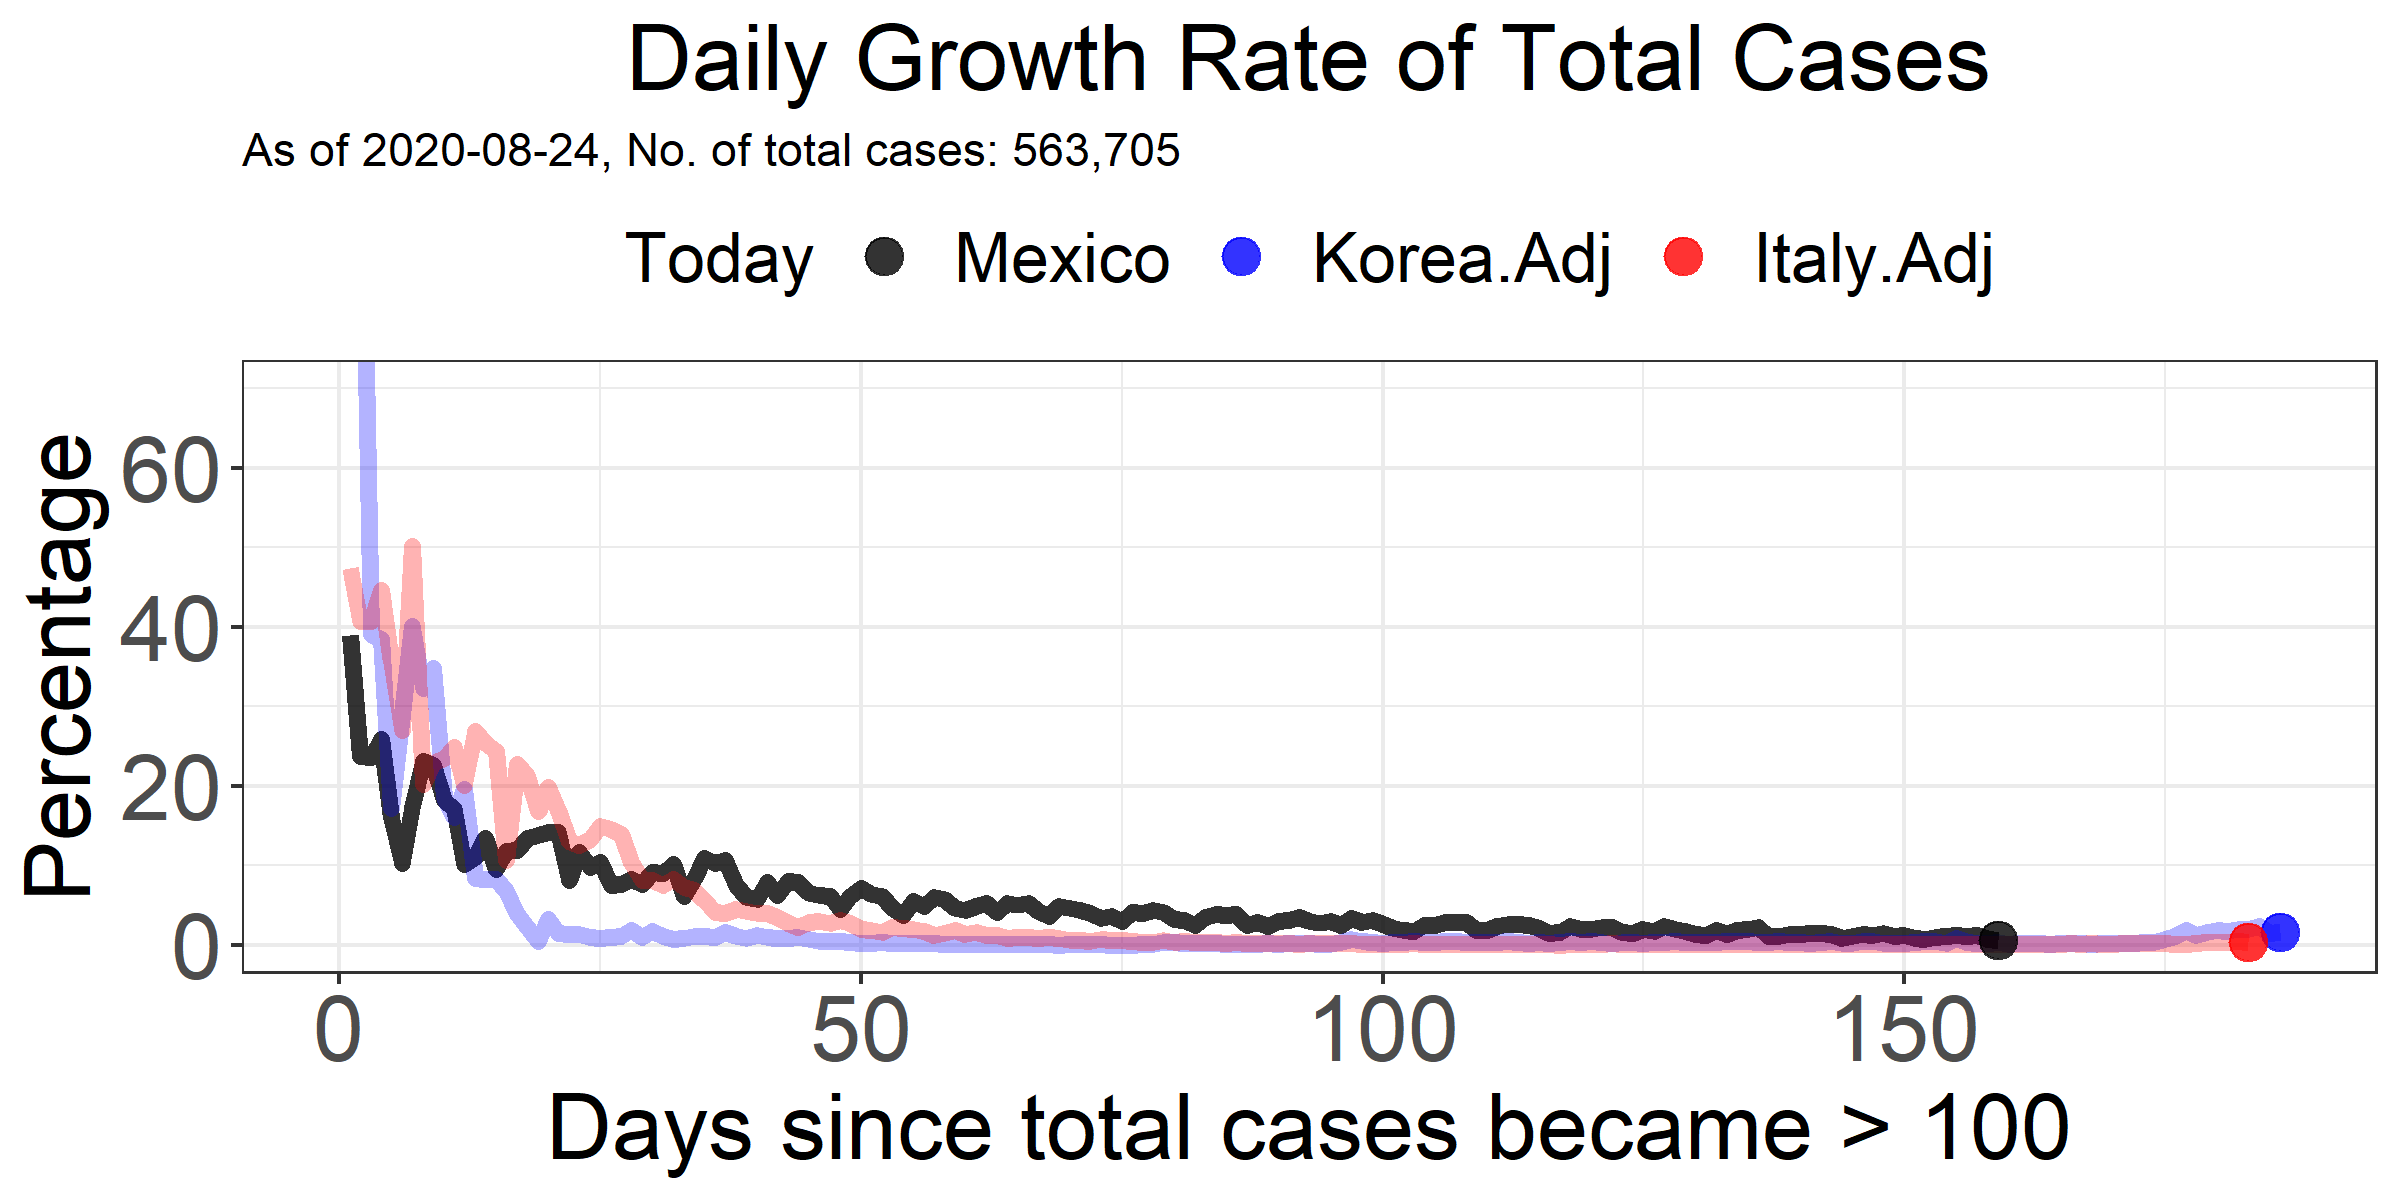 Daily Growth Rate of Total Cases
As of 2020-08-24, No. of total cases: 563,705
Today Mexico Korea.Adj Italy.Adj
Percentage
60
40
20
0
0 50 100 150
Days since total cases became > 100